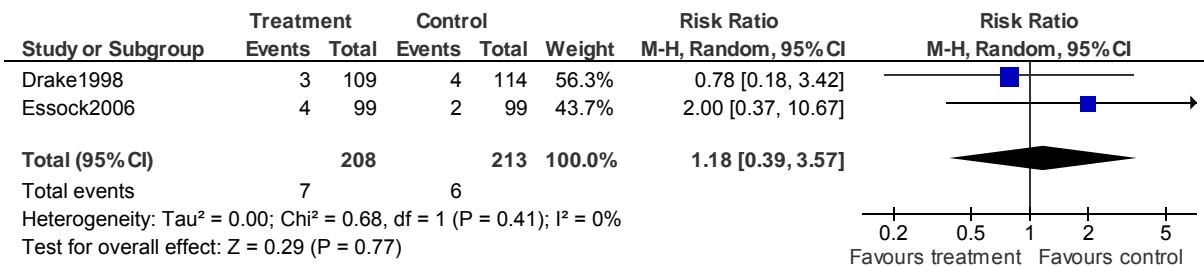 Treatment Control Risk Ratio Risk Ratio
Study or Subgroup Events Total Events Total Weight M-H, Random, 95% CI M-H, Random, 95% CI
Drake1998 3 109 4 114 56.3% 0.78 [0.18, 3.42]
Essock2006 4 99 2 99 43.7% 2.00 [0.37, 10.67]
Total (95% CI) 208 213 100.0% 1.18 [0.39, 3.57]
Total events 7 6
Heterogeneity: Tau² = 0.00; Chi² = 0.68, df = 1 (P = 0.41); I² = 0%
Test for overall effect: Z = 0.29 (P = 0.77)
0.2 0.5 1 2 5
Favours treatment Favours control